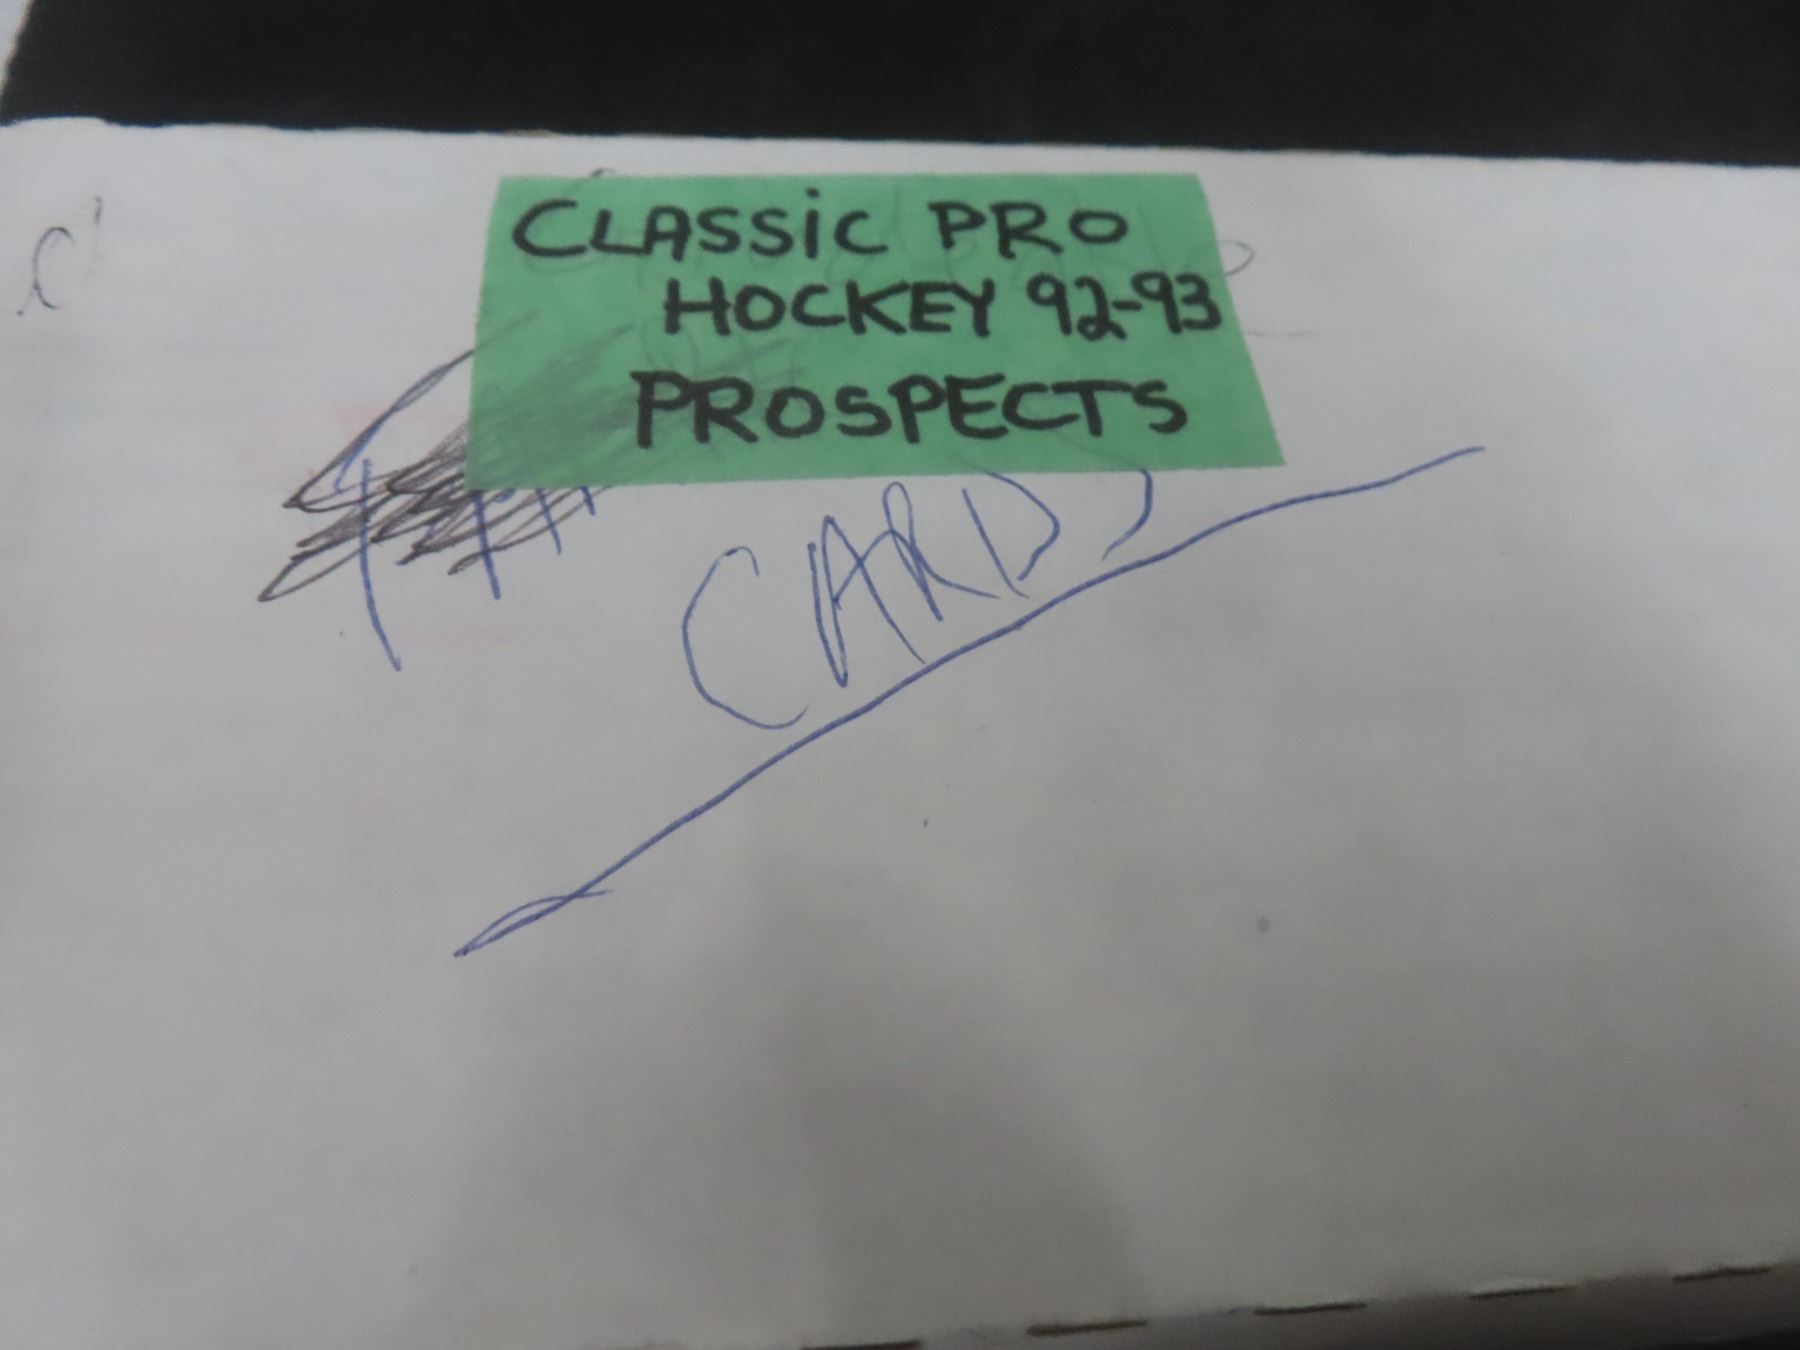 CLASSiC PRO
HOCKEY 92-93
PROSPECTS
CARDS